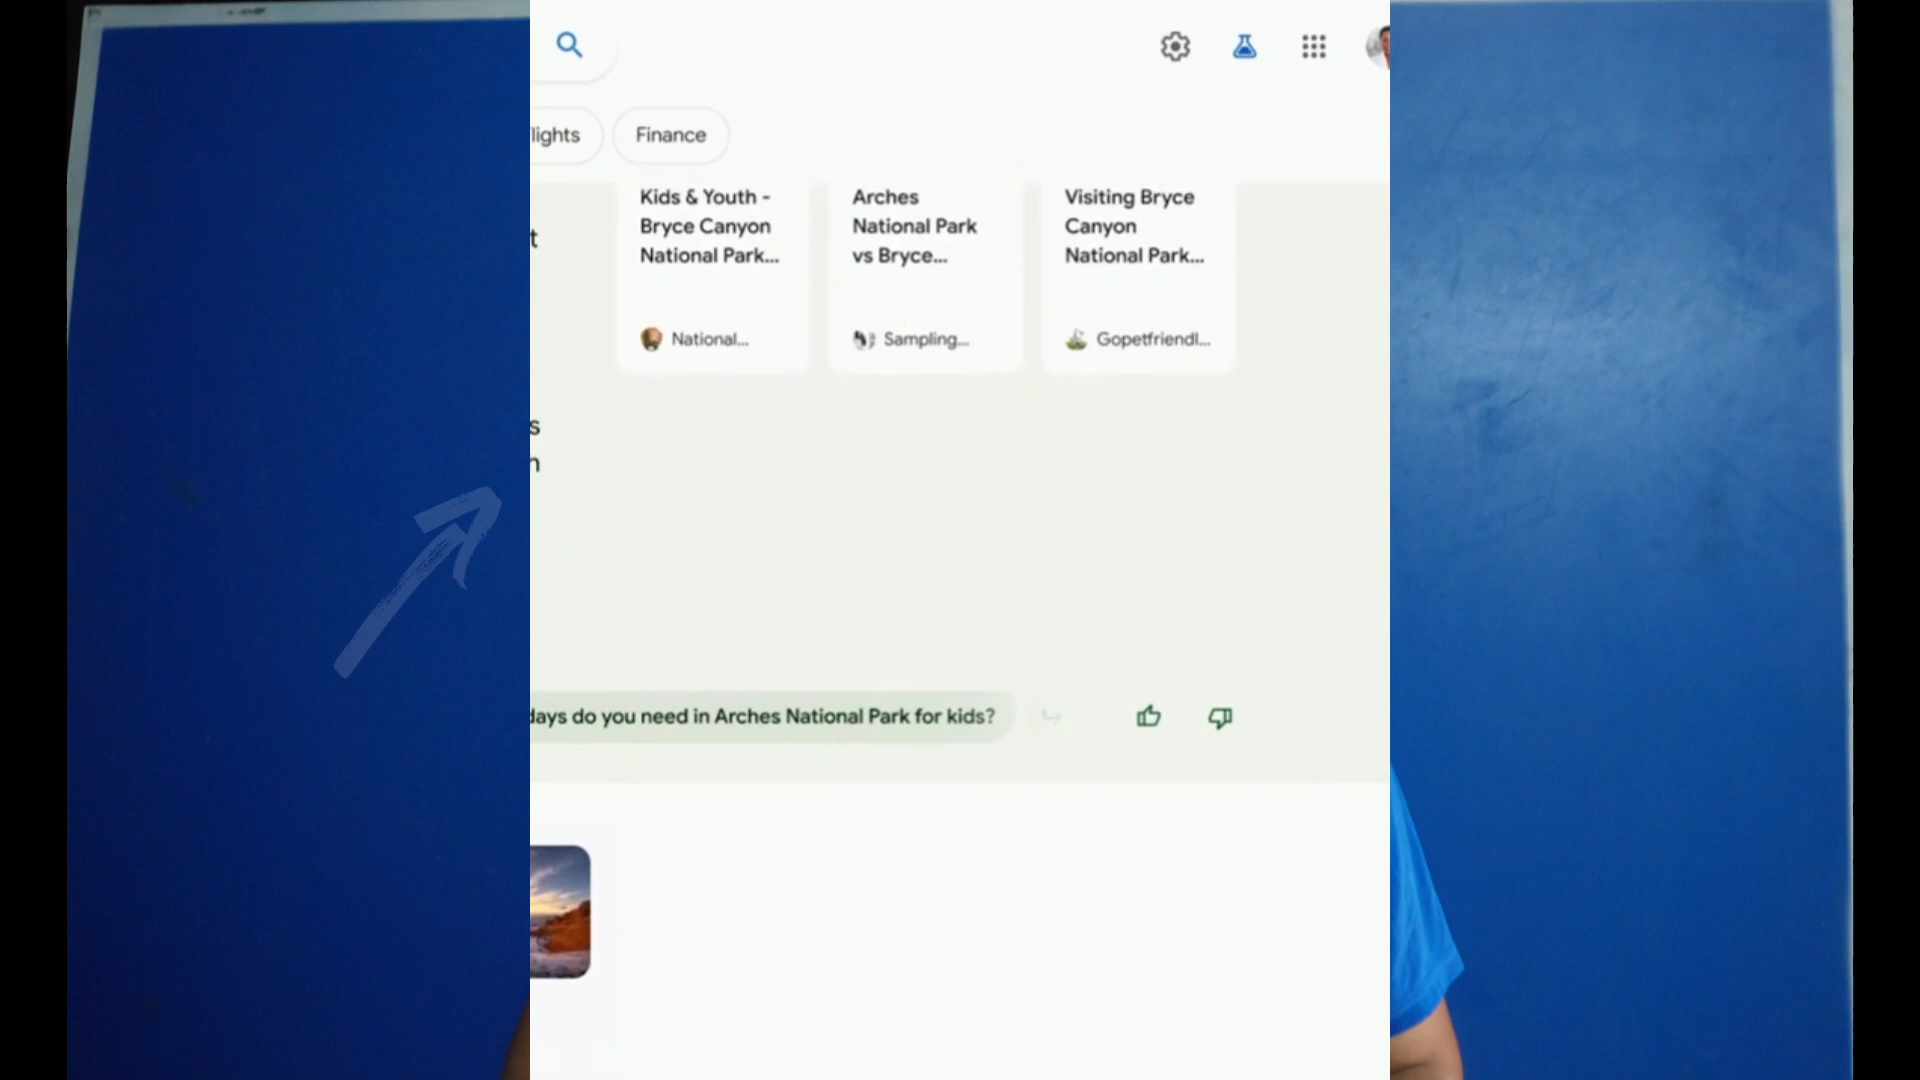 lights
Finance
Kids & Youth -
Bryce Canyon
National Park...
National...
Arches
National Park
vs Bryce...
Sampling...
Visiting Bryce
Canyon
National Park...
Gopetfriendl...
t
s
n
days do you need in Arches National Park for kids?